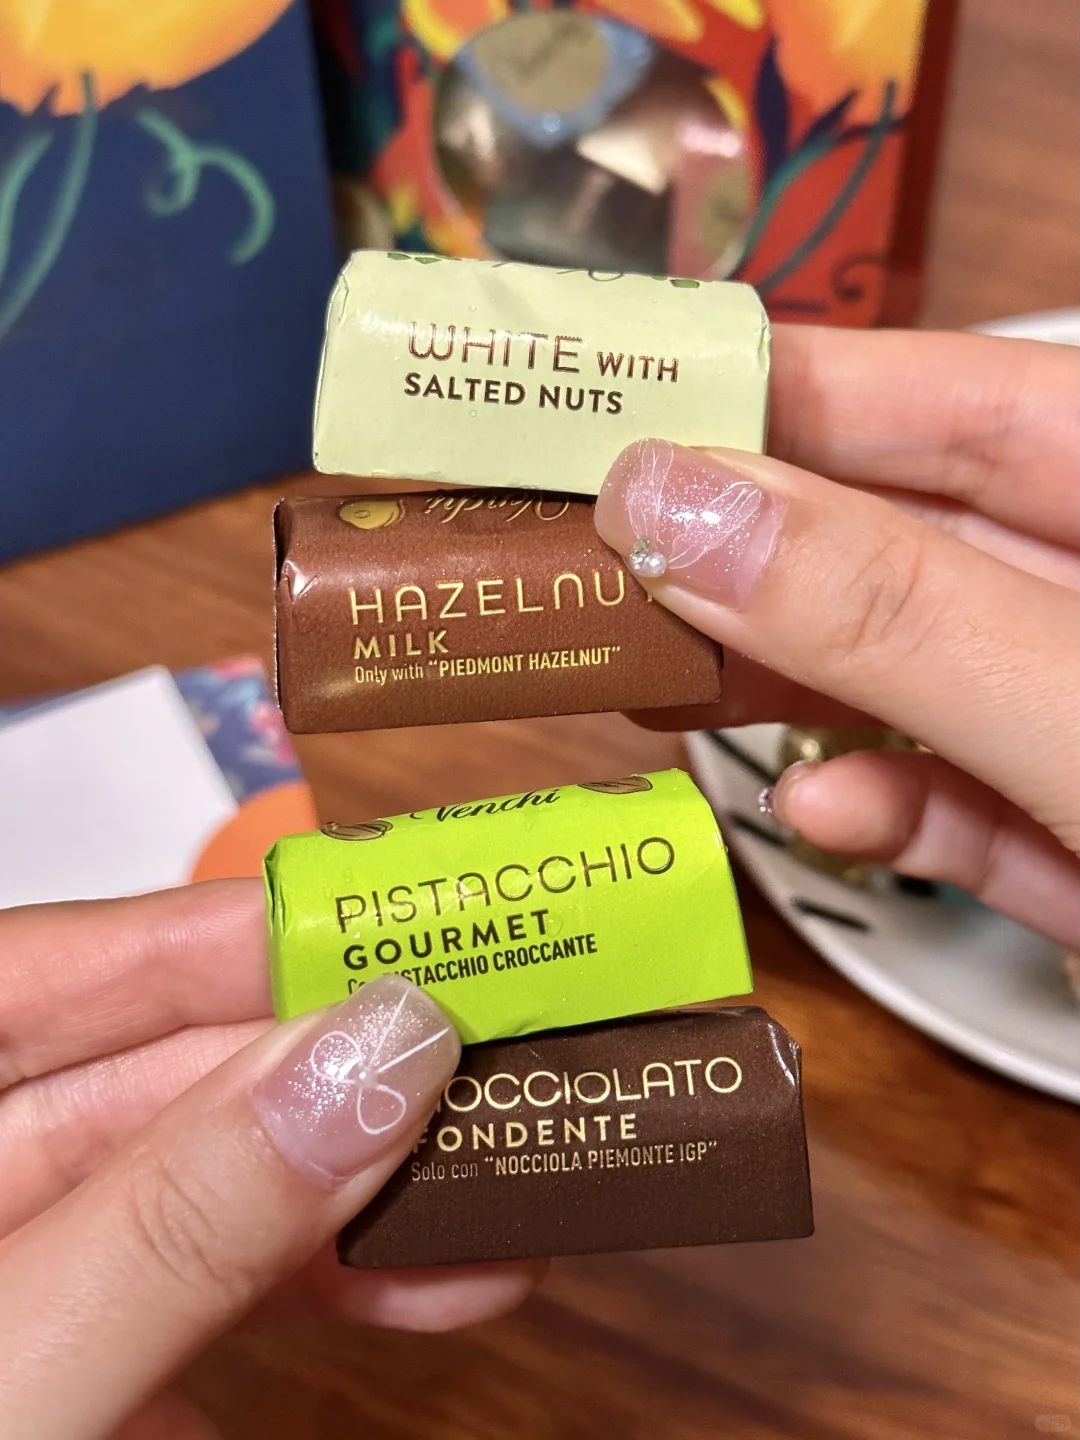 WHITE WITH
SALTED NUTS
Venchi
HAZELNU
MILK
Only with "PIEDMONT HAZELNUT"
Venchi
PISTACCHIO
GOURMET
PISTACCHIO CROCCANTE
NOCCIOLATO
FONDENTE
Solo con "NOCCIOLA PIEMONTE IGP"